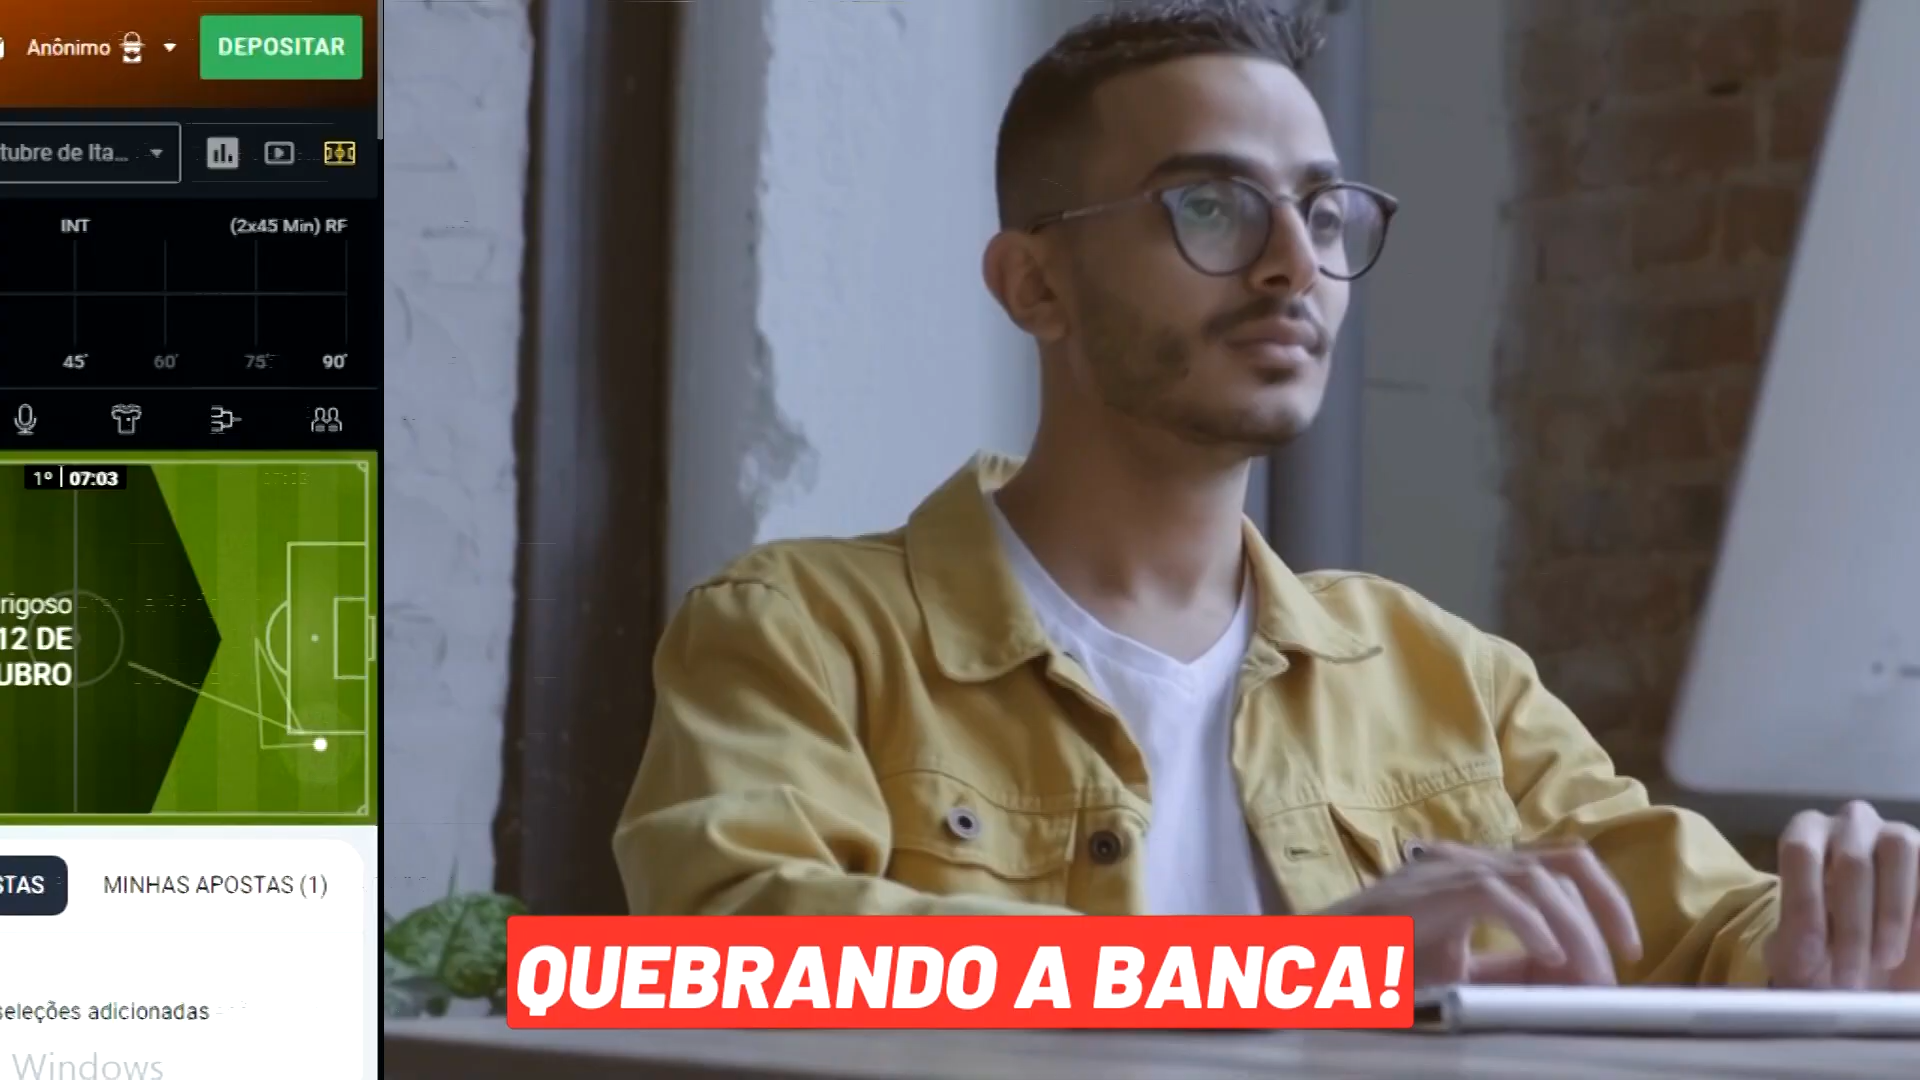 Anônimo
DEPOSITAR
tubre de Ita...
INT
(2x45 Min) RF
45'
60'
75'
90'
1º | 07:03
rigoso
12 DE
UBRO
STAS
MINHAS APOSTAS (1)
seleções adicionadas
Windows
QUEBRANDO A BANCA!